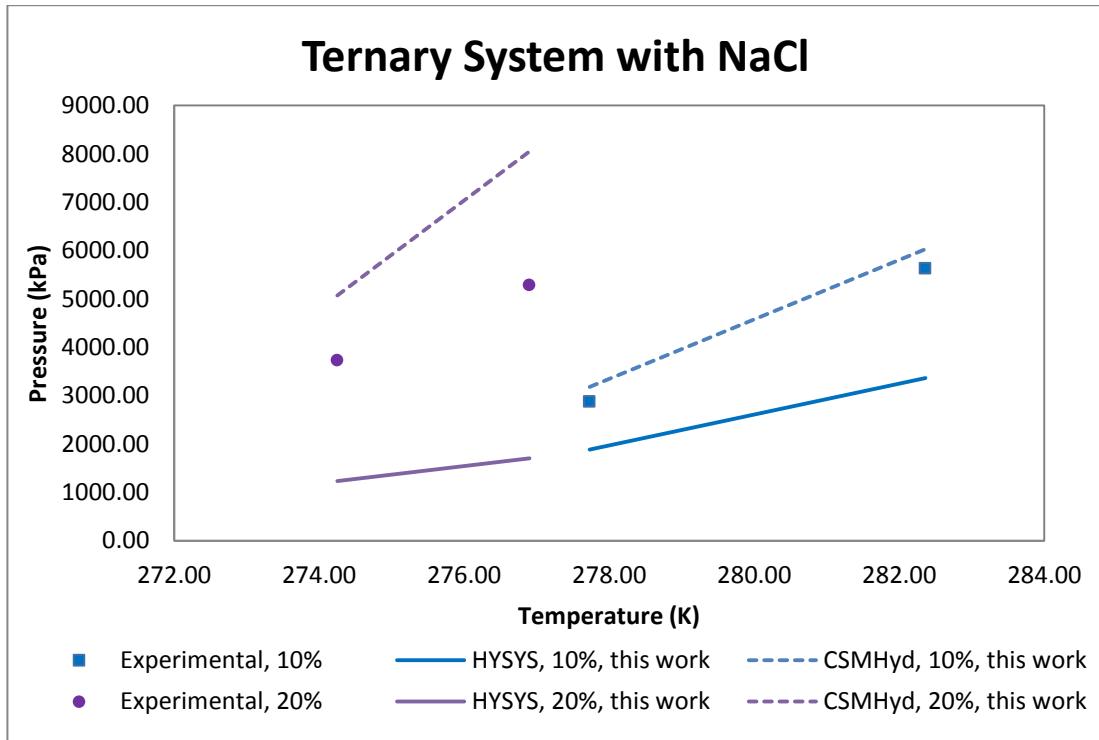 Ternary System with NaCl
9000.00
8000.00
7000.00
6000.00
5000.00
4000.00
3000.00
2000.00
1000.00
0.00
Pressure (kPa)
272.00 274.00 276.00 278.00 280.00 282.00 284.00
Temperature (K)
Experimental, 10% HYSYS, 10%, this work CSMHyd, 10%, this work
Experimental, 20% HYSYS, 20%, this work CSMHyd, 20%, this work